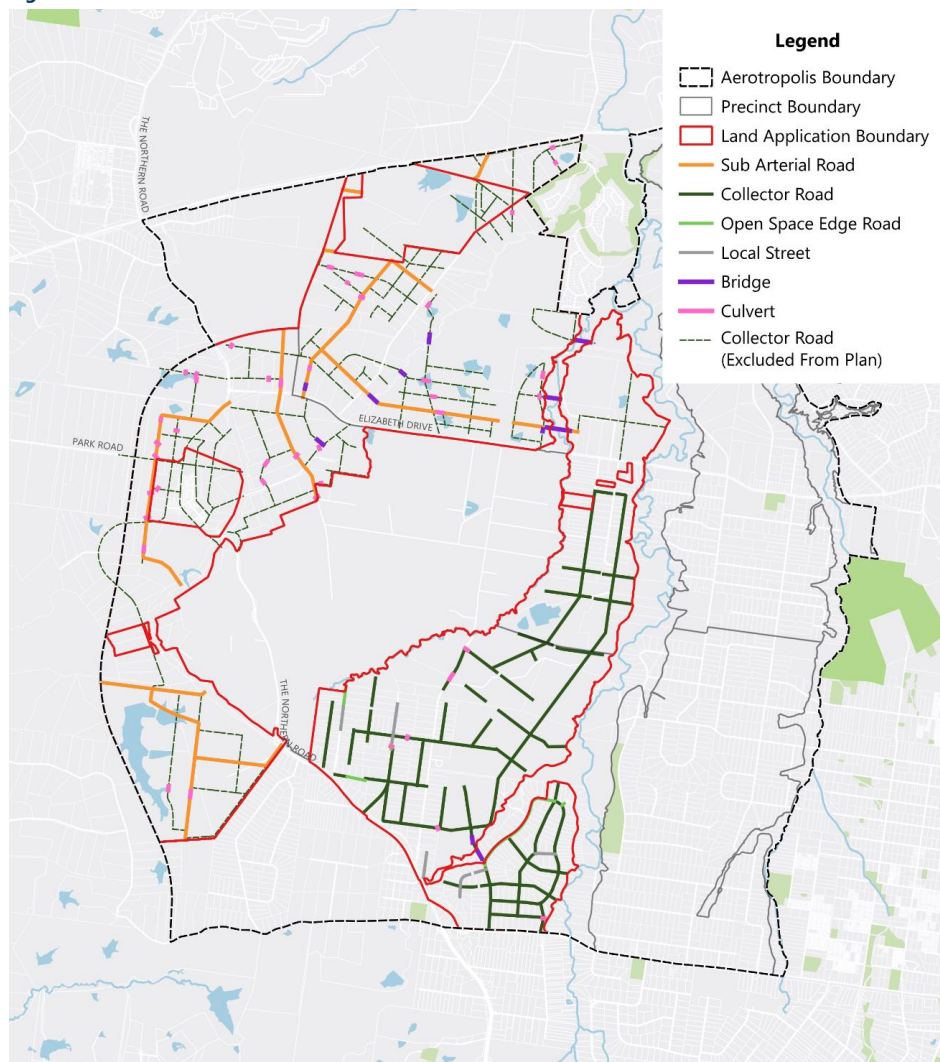 Legend
Aerotropolis Boundary
Precinct Boundary
Land Application Boundary
Sub Arterial Road
Collector Road
Open Space Edge Road
Local Street
Bridge
Culvert
Collector Road
(Excluded From Plan)
THE NORTHERN ROAD
ELIZABETH DRIVE
PARK ROAD
THE NORTHERN ROAD